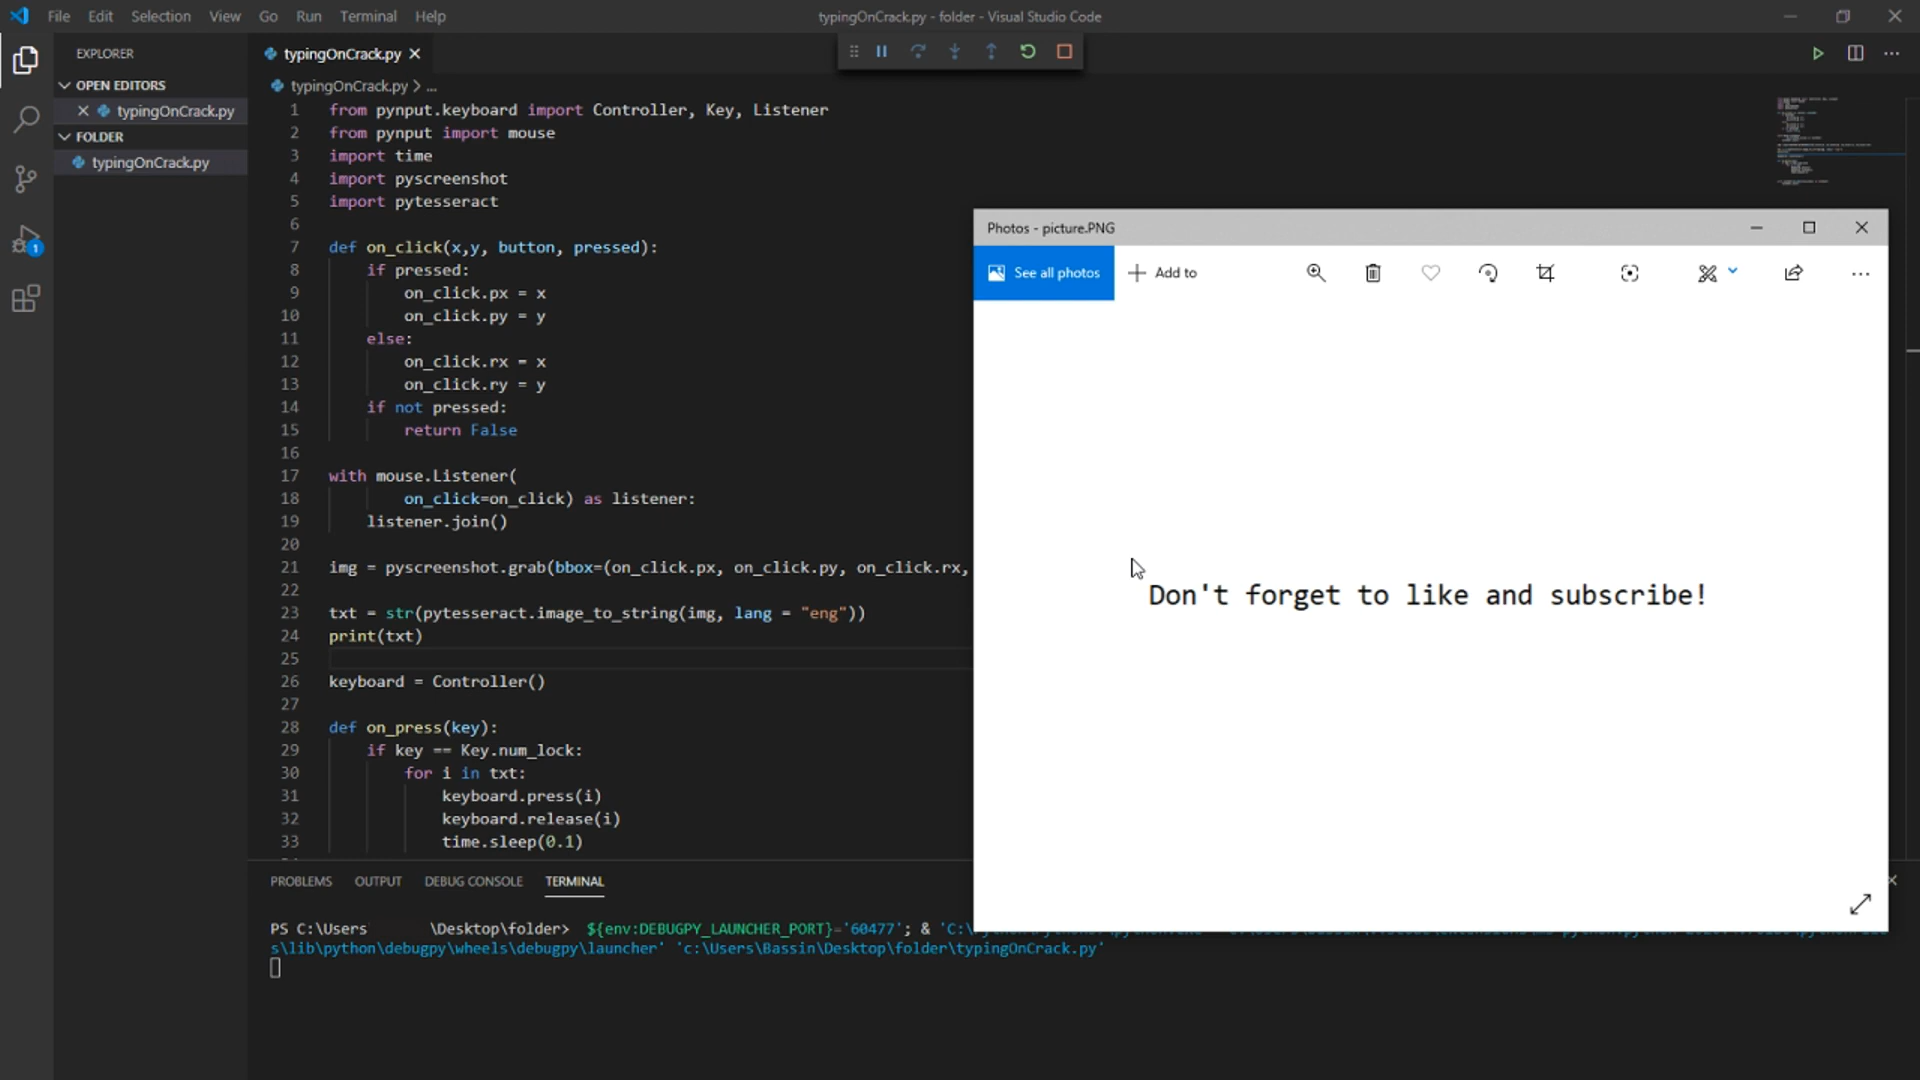 File Edit Selection View Go Run Terminal Help
typingOnCrack.py - folder - Visual Studio Code
EXPLORER
OPEN EDITORS
typingOnCrack.py
FOLDER
typingOnCrack.py
typingOnCrack.py
typingOnCrack.py > ...
1 from pynput.keyboard import Controller, Key, Listener
2 from pynput import mouse
3 import time
4 import pyscreenshot
5 import pytesseract
6
7 def on_click(x,y, button, pressed):
8 if pressed:
9 on_click.px = x
10 on_click.py = y
11 else:
12 on_click.rx = x
13 on_click.ry = y
14 if not pressed:
15 return False
16
17 with mouse.Listener(
18 on_click=on_click) as listener:
19 listener.join()
20
21 img = pyscreenshot.grab(bbox=(on_click.px, on_click.py, on_click.rx,
22
23 txt = str(pytesseract.image_to_string(img, lang = "eng"))
24 print(txt)
25
26 keyboard = Controller()
27
28 def on_press(key):
29 if key == Key.num_lock:
30 for i in txt:
31 keyboard.press(i)
32 keyboard.release(i)
33 time.sleep(0.1)
Photos - picture.PNG
See all photos
Add to
Don't forget to like and subscribe!
PROBLEMS OUTPUT DEBUG CONSOLE TERMINAL
PS C:\Users \Desktop\folder> ${env:DEBUGPY_LAUNCHER_PORT}='60477'; & 'C:\
s\lib\python\debugpy\wheels\debugpy\launcher' 'c:\Users\Bassin\Desktop\folder\typingOnCrack.py'
1